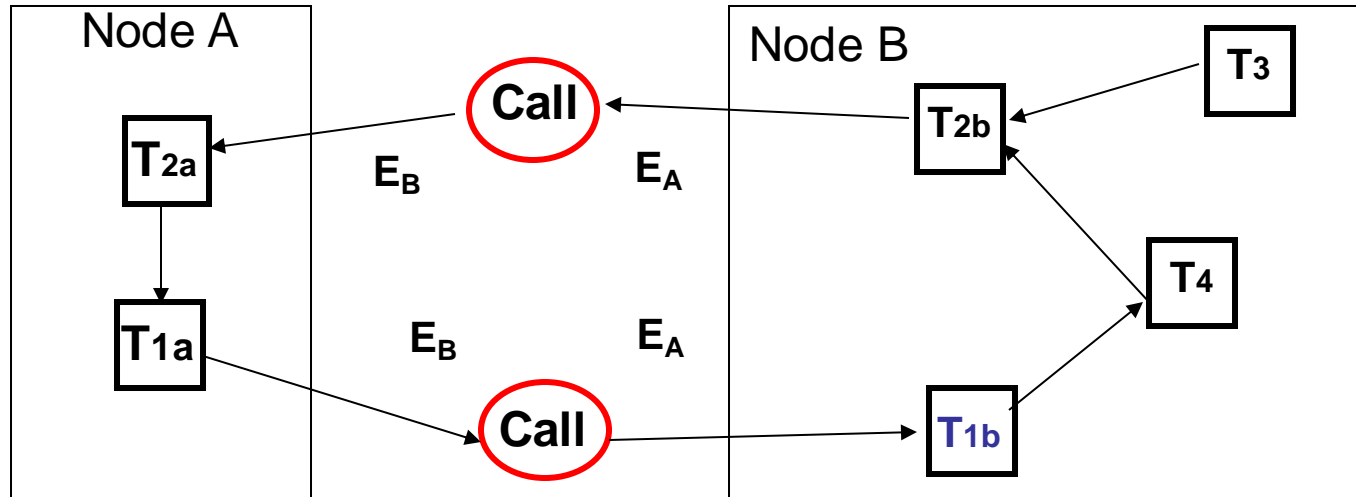 Node A
Node B
T3
Call
T2b
T2a
EB
EA
T4
T1a
EB
EA
Call
T1b